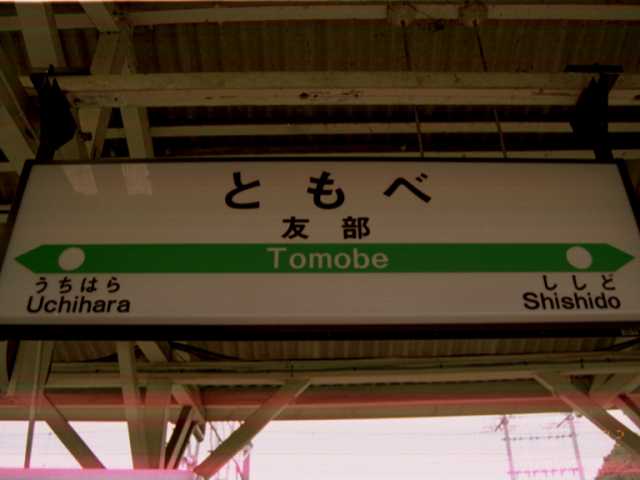 ともべ
友部
Tomobe
うちはら
Uchihara
ししど
Shishido